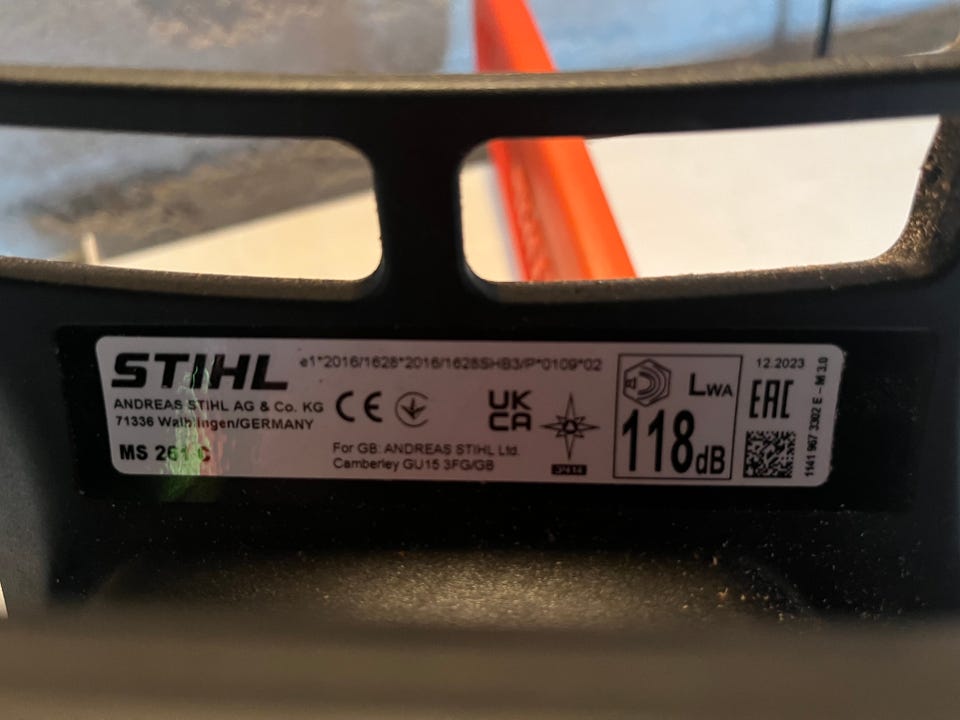 STIHL
ANDREAS STIHL AG & Co. KG
71336 Waiblingen/GERMANY
MS 261 C
e1*2016/1628*2016/1628SHB3/P*0109*02
CE
For GB: ANDREAS STIHL Ltd.
Camberley GU15 3FG/GB
UK
CA
LWA
118dB
12.2023
EAC
1141 967 3302 E - M 3.0